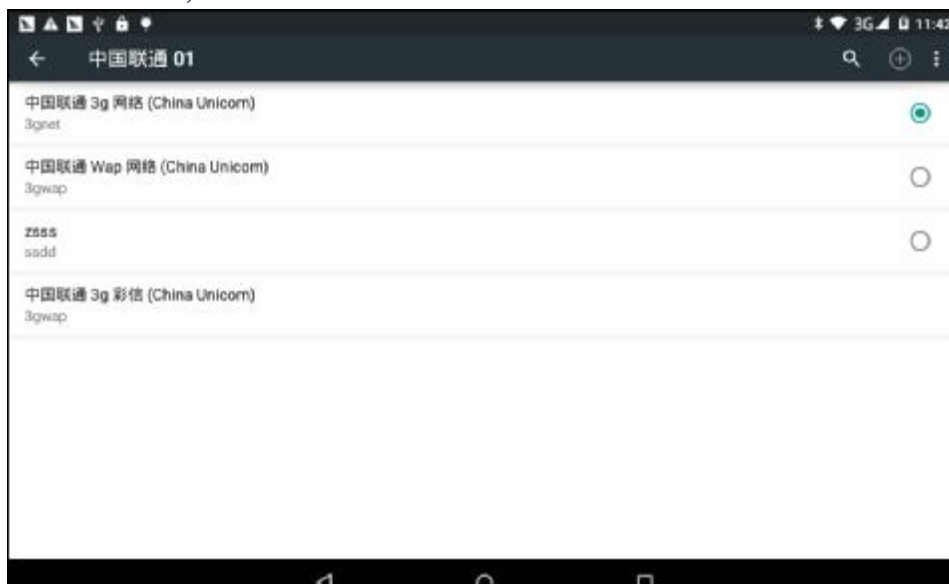 3G 11:42
中国联通 01
中国联通 3g 网络 (China Unicom)
3gnet
中国联通 Wap 网络 (China Unicom)
3gwap
zsss
ssdd
中国联通 3g 彩信 (China Unicom)
3gwap